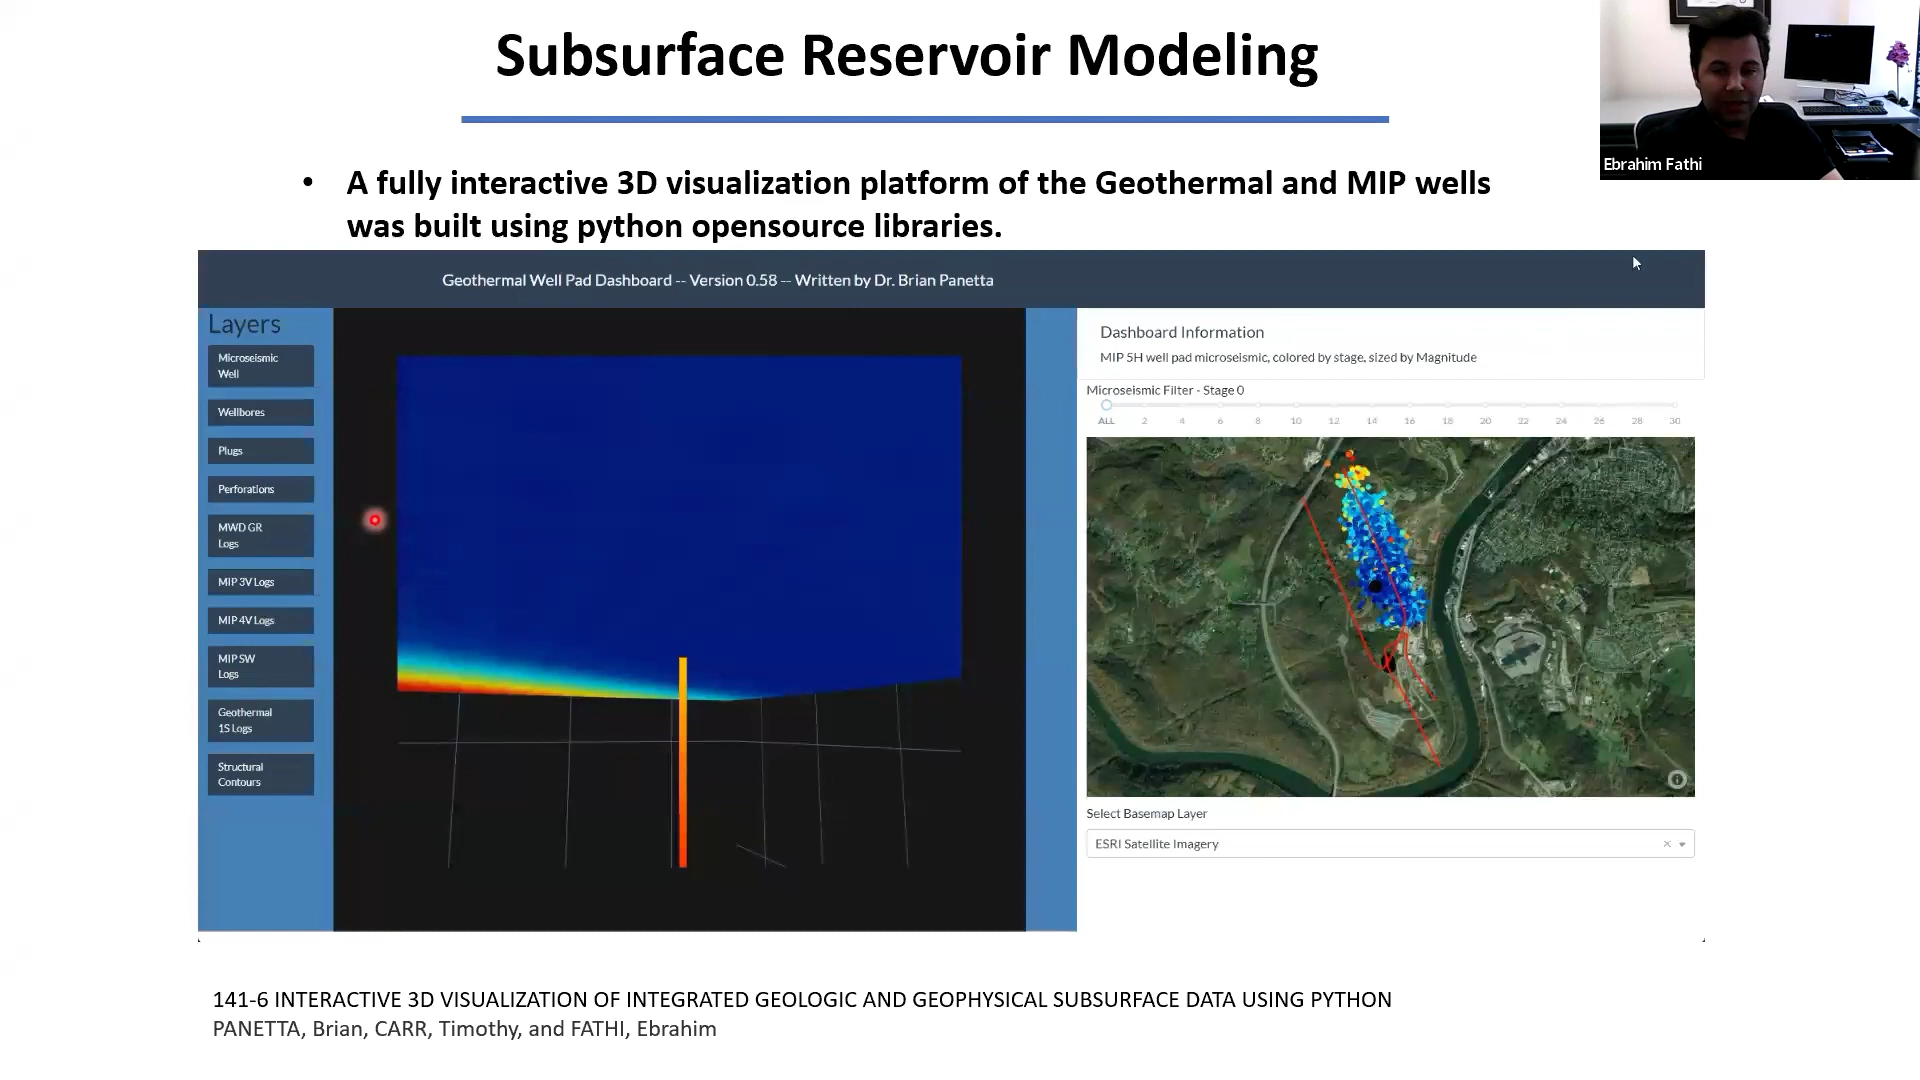 Subsurface Reservoir Modeling
Ebrahim Fathi
• A fully interactive 3D visualization platform of the Geothermal and MIP wells
was built using python opensource libraries.
Geothermal Well Pad Dashboard -- Version 0.58 -- Written by Dr. Brian Panetta
Layers
Microseismic
Well
Wellbores
Plugs
Perforations
MWD GR
Logs
MIP 3V Logs
MIP 4V Logs
MIP SW
Logs
Geothermal
1S Logs
Structural
Contours
Dashboard Information
MIP 5H well pad microseismic, colored by stage, sized by Magnitude
Microseismic Filter - Stage 0
ALL 2 4 6 8 10 12 14 16 18 20 22 24 26 28 30
Select Basemap Layer
ESRI Satellite Imagery
141-6 INTERACTIVE 3D VISUALIZATION OF INTEGRATED GEOLOGIC AND GEOPHYSICAL SUBSURFACE DATA USING PYTHON
PANETTA, Brian, CARR, Timothy, and FATHI, Ebrahim